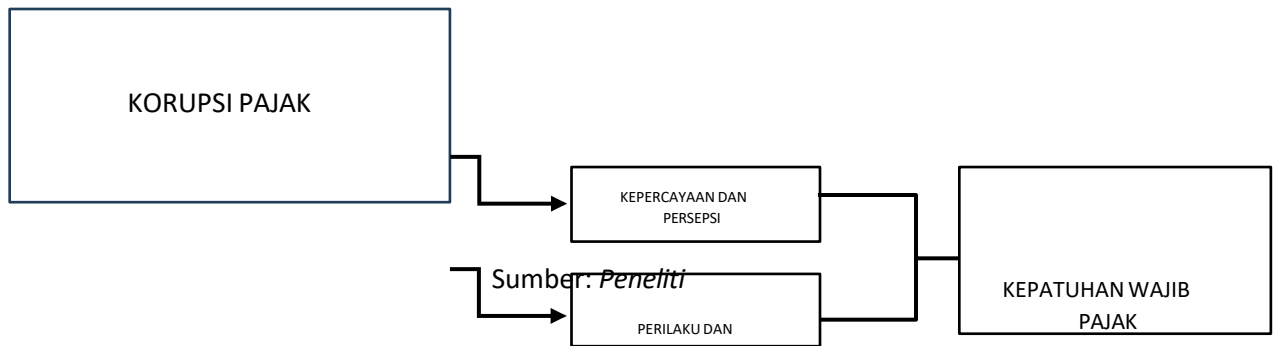 KORUPSI PAJAK
KEPERCAYAAN DAN
PERSEPSI
Sumber: Peneliti
KEPATUHAN WAJIB
PAJAK
PERILAKU DAN